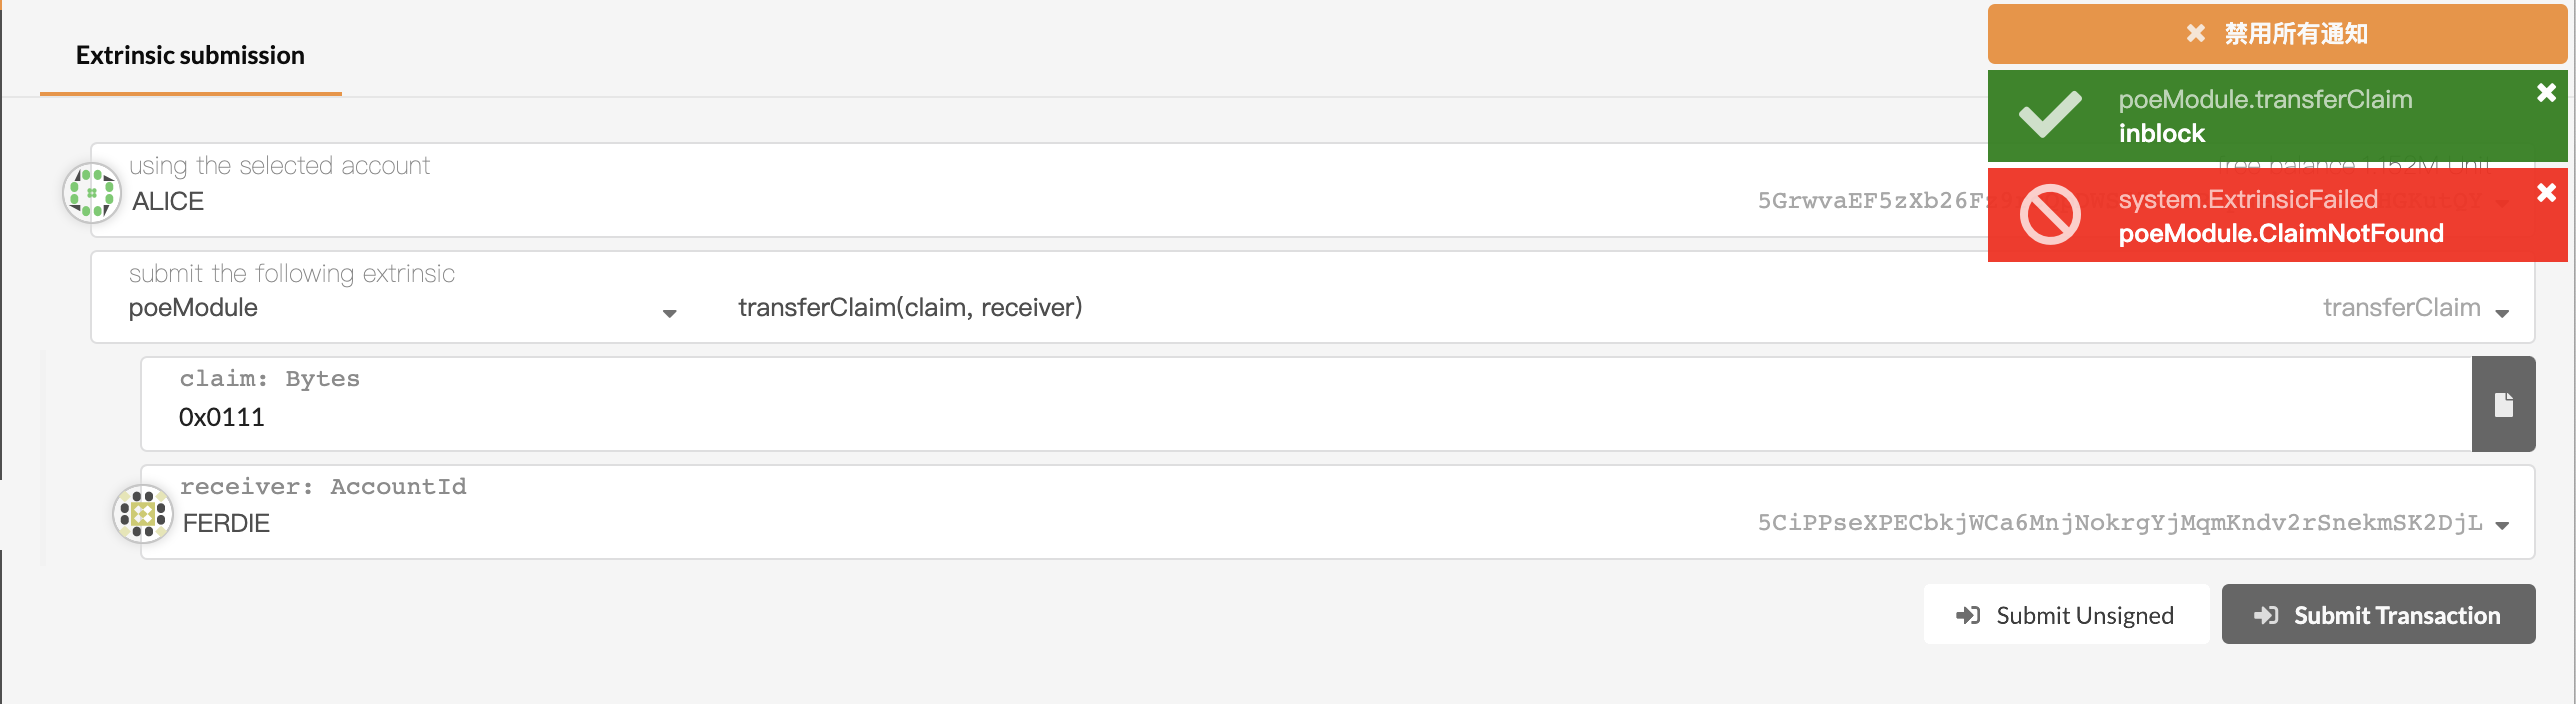 Extrinsic submission
禁用所有通知
poeModule.transferClaim
inblock
system.ExtrinsicFailed
poeModule.ClaimNotFound
using the selected account
free balance
ALICE
5GrwvaEF5zXb26F
submit the following extrinsic
poeModule
transferClaim(claim, receiver)
transferClaim
claim: Bytes
0x0111
receiver: AccountId
FERDIE
5CiPPseXPECbkjWCa6MnjNokrgYjMqmKndv2rSnekmSK2DjL
Submit Unsigned
Submit Transaction